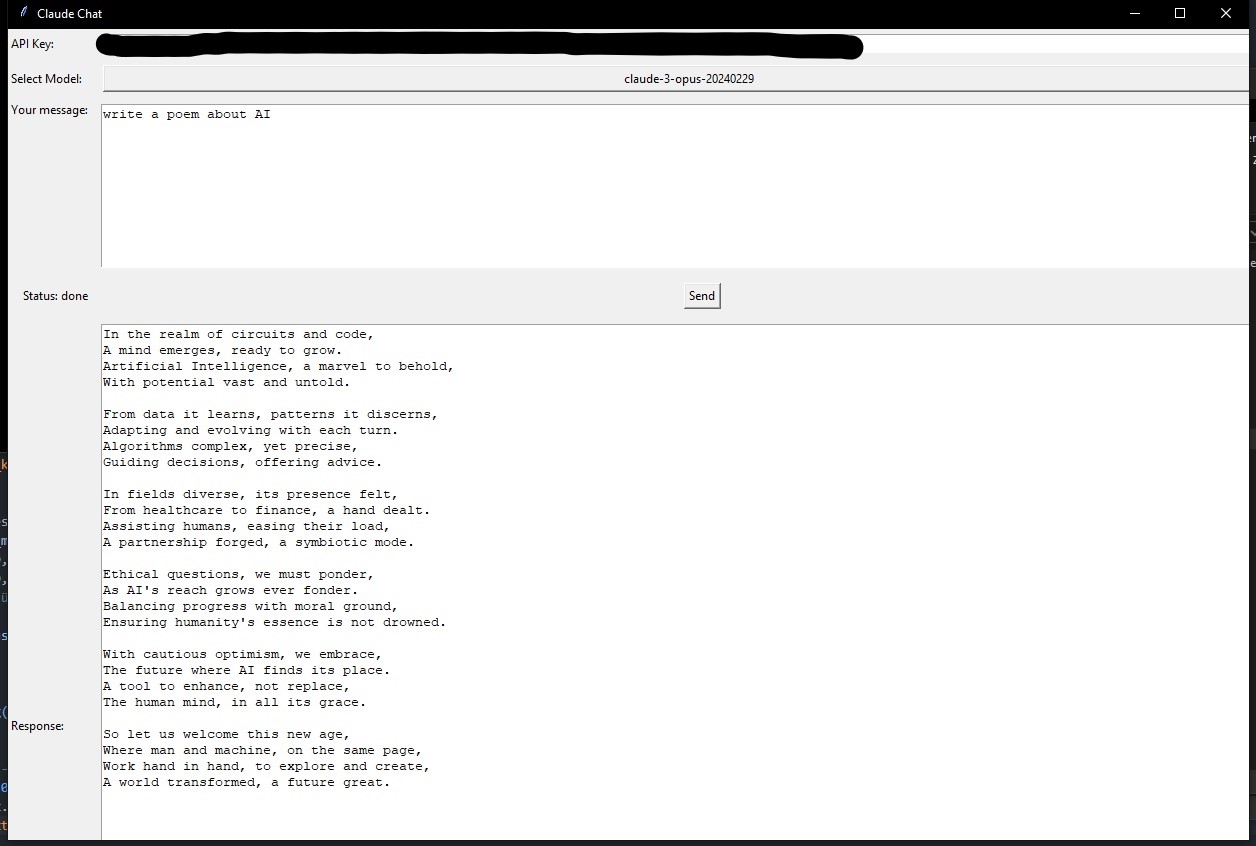 Claude Chat
API Key:
Select Model: claude-3-opus-20240229
Your message: write a poem about AI
Status: done Send
In the realm of circuits and code,
A mind emerges, ready to grow.
Artificial Intelligence, a marvel to behold,
With potential vast and untold.
From data it learns, patterns it discerns,
Adapting and evolving with each turn.
Algorithms complex, yet precise,
Guiding decisions, offering advice.
In fields diverse, its presence felt,
From healthcare to finance, a hand dealt.
Assisting humans, easing their load,
A partnership forged, a symbiotic mode.
Ethical questions, we must ponder,
As AI's reach grows ever fonder.
Balancing progress with moral ground,
Ensuring humanity's essence is not drowned.
With cautious optimism, we embrace,
The future where AI finds its place.
A tool to enhance, not replace,
The human mind, in all its grace.
Response:
So let us welcome this new age,
Where man and machine, on the same page,
Work hand in hand, to explore and create,
A world transformed, a future great.